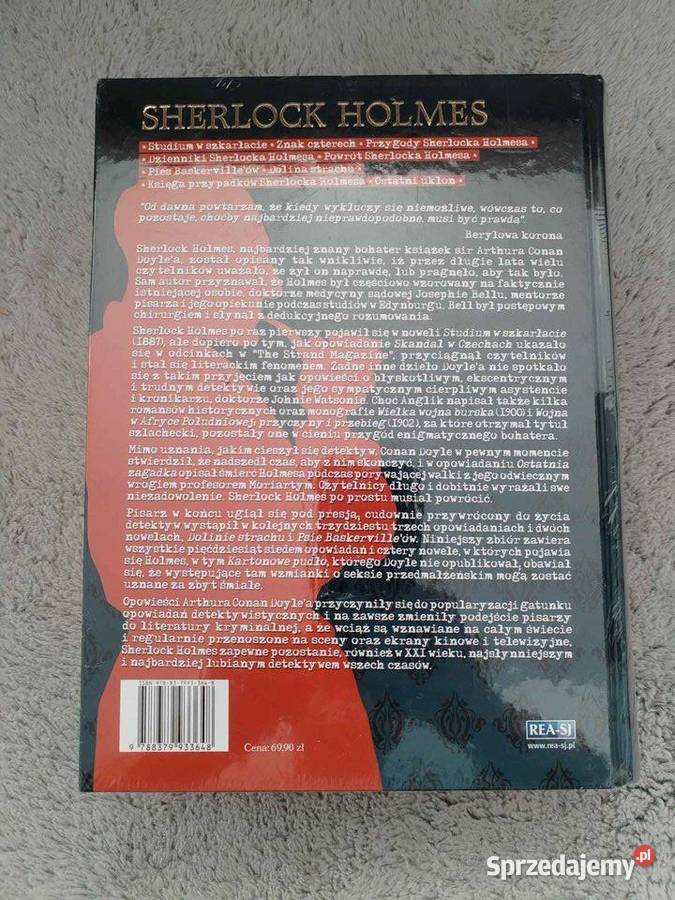 SHERLOCK HOLMES
• Studium w szkarłacie • Znak czterech • Przygody Sherlocka Holmesa •
• Dzienniki Sherlocka Holmesa • Powrót Sherlocka Holmesa •
• Pies Baskerville'ów • Dolina strachu •
• Księga przypadków Sherlocka Holmesa • Ostatni ukłon •
"Od dawna powtarzam, że kiedy wykluczy się niemożliwe, wówczas to, co
pozostaje, choćby najbardziej nieprawdopodobne, musi być prawdą".
Berylowa korona
Sherlock Holmes, najbardziej znany bohater książek sir Arthura Conan
Doyle'a, został opisany tak wnikliwie, iż przez długie lata wielu
czytelników uważało, że żył on naprawdę, lub pragnęło, aby tak było.
Sam autor przyznawał, że Holmes był częściowo wzorowany na faktycznie
istniejącej osobie, doktorze medycyny sądowej Josephie Bellu, mentorze
pisarza i jego opiekunie podczas studiów w Edynburgu. Bell był postępowym
chirurgiem i słynął z dedukcyjnego rozumowania.
Sherlock Holmes po raz pierwszy pojawił się w noweli Studium w szkarłacie
(1887), ale dopiero po tym, jak opowiadanie Skandal w Czechach ukazało
się w odcinkach w "The Strand Magazine", przyciągnął czytelników
i stał się literackim fenomenem. Żadne inne dzieło Doyle'a nie spotkało
się z takim przyjęciem jak opowieści o błyskotliwym, ekscentrycznym
i trudnym detektywie oraz jego sympatycznym cierpliwym asystencie
i kronikarzu, doktorze Johnie Watsonie. Choć Anglik napisał także kilka
romansów historycznych oraz monografie Wielka wojna burska (1900) i Wojna
w Afryce Południowej: przyczyny i przebieg (1902), za które otrzymał tytuł
szlachecki, pozostały one w cieniu przygód enigmatycznego bohatera.
Mimo uznania, jakim cieszył się detektyw, Conan Doyle w pewnym momencie
stwierdził, że nadszedł czas, aby z nim skończyć, i w opowiadaniu Ostatnia
zagadka opisał śmierć Holmesa podczas porywającej walki z jego odwiecznym
wrogiem profesorem Moriartym. Czytelnicy długo i dobitnie wyrażali swe
niezadowolenie. Sherlock Holmes po prostu musiał powrócić.
Pisarz w końcu ugiął się pod presją, cudownie przywrócony do życia
detektyw wystąpił w kolejnych trzydziestu trzech opowiadaniach i dwóch
nowelach, Dolinie strachu i Psie Baskerville'ów. Niniejszy zbiór zawiera
wszystkie pięćdziesiąt siedem opowiadań i cztery nowele, w których pojawia
się Holmes, w tym Kartonowe pudło, którego Doyle nie opublikował, obawiał
się, że występujące tam wzmianki o seksie przedmałżeńskim mogą zostać
uznane za zbyt śmiałe.
Opowieści Arthura Conan Doyle'a przyczyniły się do popularyzacji gatunku
opowiadań detektywistycznych i na zawsze zmieniły podejście pisarzy
do literatury kryminalnej, a że wciąż są wznawiane na całym świecie
i regularnie przenoszone na sceny oraz ekrany kinowe i telewizyjne,
Sherlock Holmes zapewne pozostanie, również w XXI wieku, najsłynniejszym
i najbardziej lubianym detektywem wszech czasów.
ISBN 978-83-7993-364-8
9 788379 933648
Cena: 69,90 zł
REA-SJ
www.rea-sj.pl
Sprzedajemy.pl